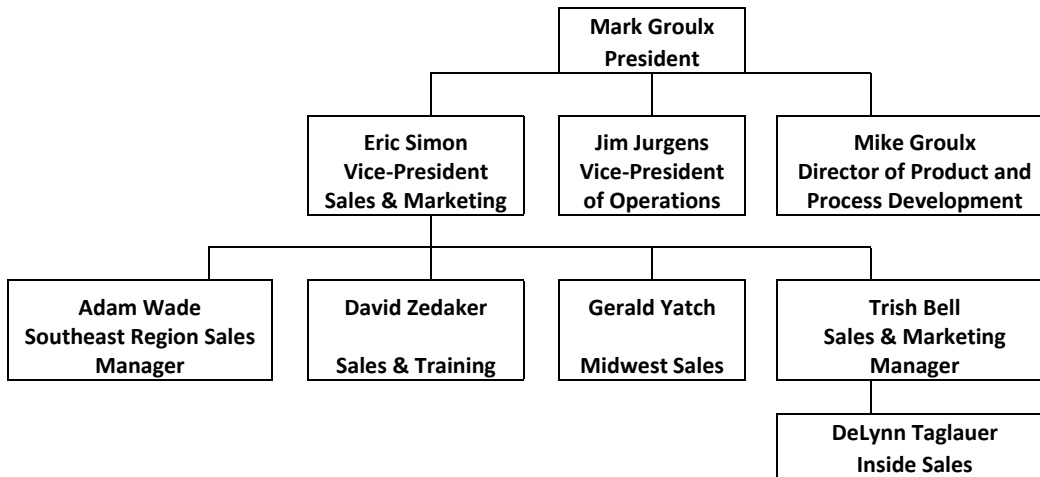 Mark Groulx
President
Eric Simon
Vice-President
Sales & Marketing
Jim Jurgens
Vice-President
of Operations
Mike Groulx
Director of Product and
Process Development
Adam Wade
Southeast Region Sales
Manager
David Zedaker
Sales & Training
Gerald Yatch
Midwest Sales
Trish Bell
Sales & Marketing
Manager
DeLynn Taglauer
Inside Sales